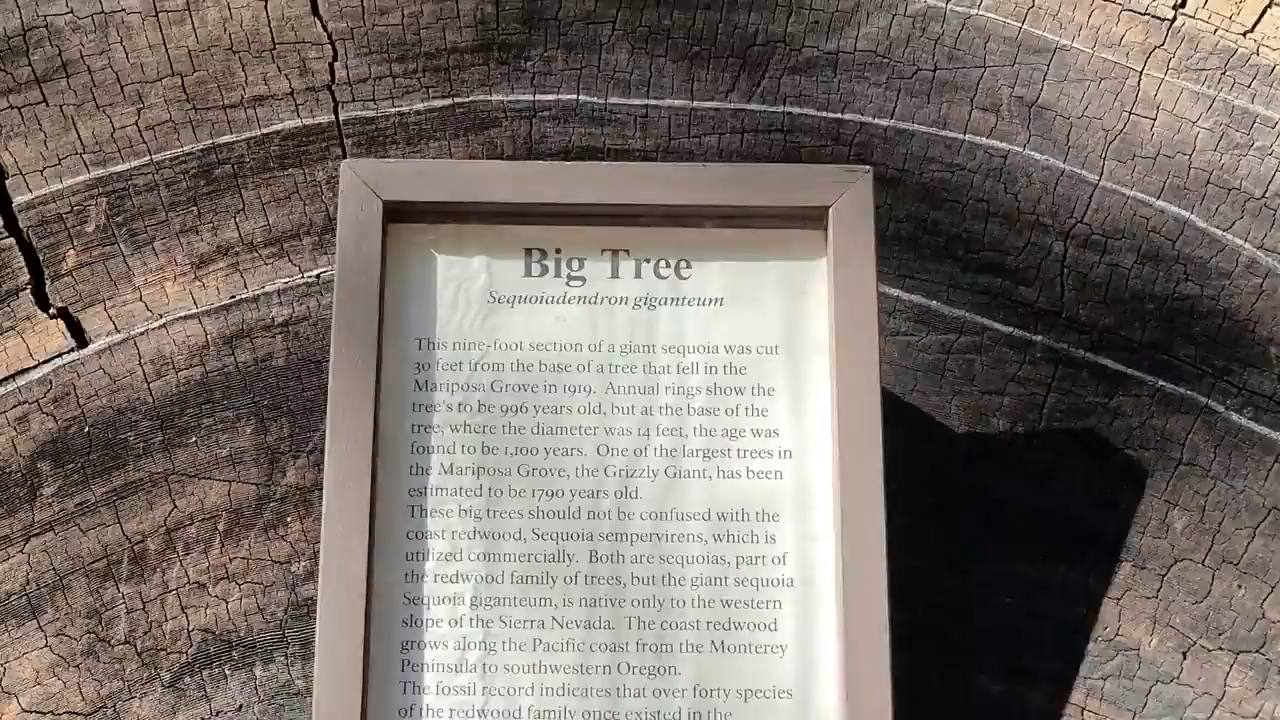 Big Tree
Sequoiadendron giganteum
This nine-foot section of a giant sequoia was cut
30 feet from the base of a tree that fell in the
Mariposa Grove in 1919. Annual rings show the
tree's to be 996 years old, but at the base of the
tree, where the diameter was 14 feet, the age was
found to be 1,100 years. One of the largest trees in
the Mariposa Grove, the Grizzly Giant, has been
estimated to be 1790 years old.
These big trees should not be confused with the
coast redwood, Sequoia sempervirens, which is
utilized commercially. Both are sequoias, part of
the redwood family of trees, but the giant sequoia
Sequoia giganteum, is native only to the western
slope of the Sierra Nevada. The coast redwood
grows along the Pacific coast from the Monterey
Peninsula to southwestern Oregon.
The fossil record indicates that over forty species
of the redwood family once existed in the